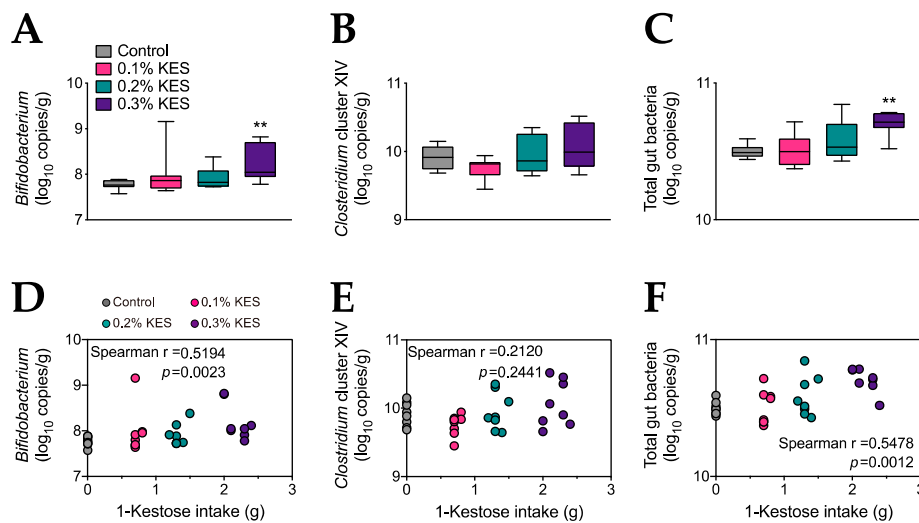 A
Control
0.1% KES
0.2% KES
0.3% KES
Bifidobacterium
(log10 copies/g)
10
9
8
7
**
B
Closteridium cluster XIV
(log10 copies/g)
11
10
9
C
Total gut bacteria
(log10 copies/g)
11
10
**
D
Control
0.1% KES
0.2% KES
0.3% KES
Bifidobacterium
(log10 copies/g)
10
9
8
7
Spearman r =0.5194
p=0.0023
0 1 2 3
1-Kestose intake (g)
E
Clostridium cluster XIV
(log10 copies/g)
11
10
9
Spearman r =0.2120
p=0.2441
0 1 2 3
1-Kestose intake (g)
F
Total gut bacteria
(log10 copies/g)
11
10
Spearman r =0.5478
p=0.0012
0 1 2 3
1-Kestose intake (g)